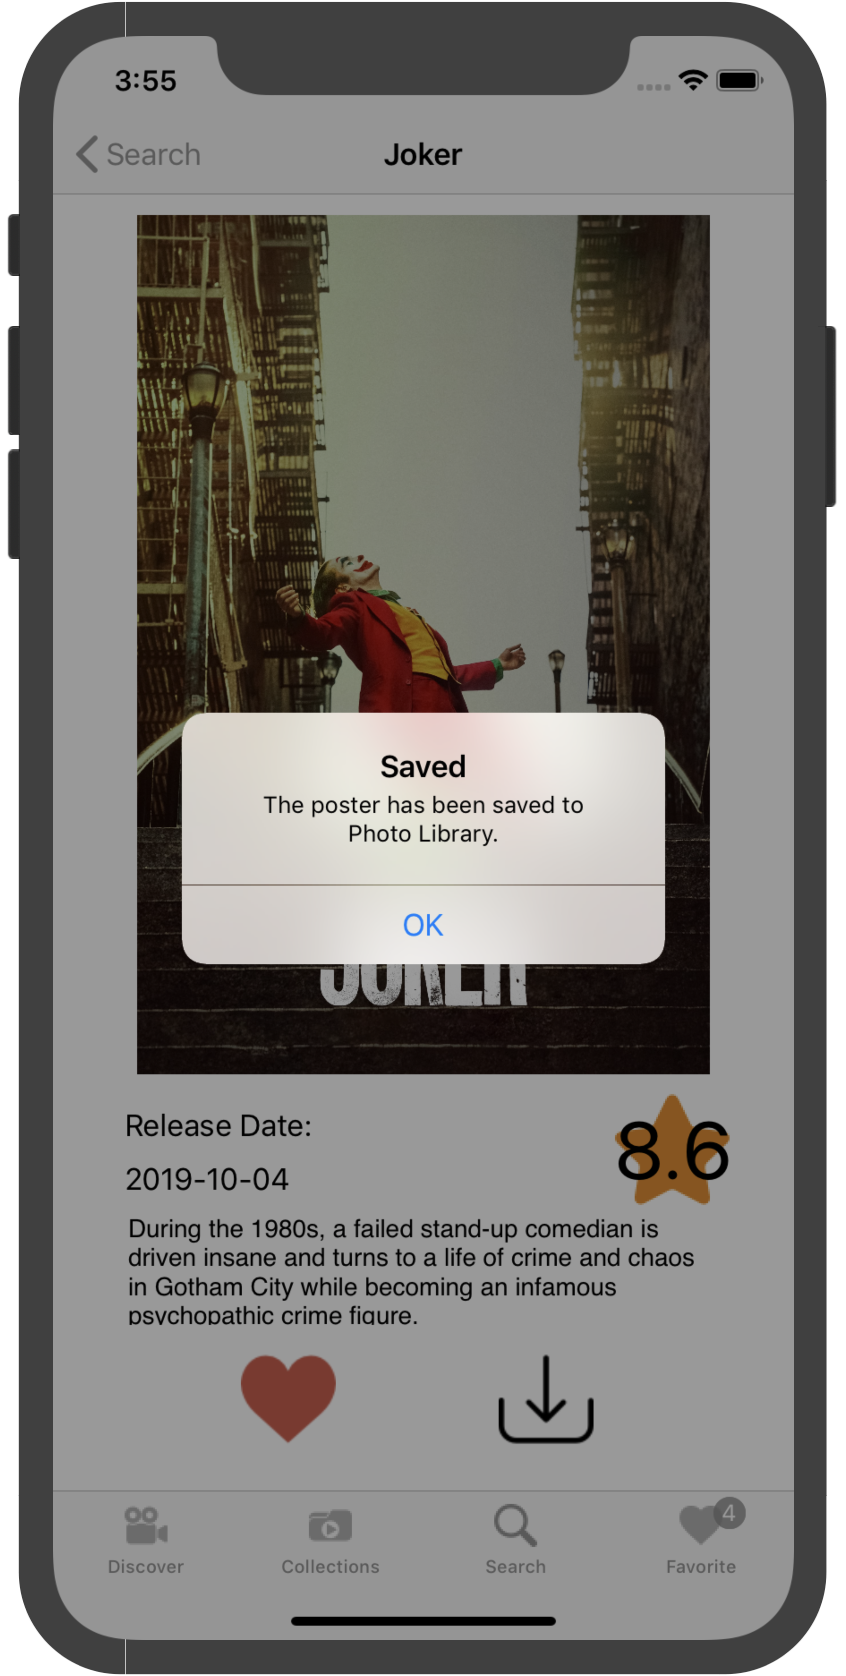 3:55
Search
Joker
Saved
The poster has been saved to
Photo Library.
OK
JOKER
Release Date:
2019-10-04
8.6
During the 1980s, a failed stand-up comedian is
driven insane and turns to a life of crime and chaos
in Gotham City while becoming an infamous
psychopathic crime figure.
4
Discover
Collections
Search
Favorite